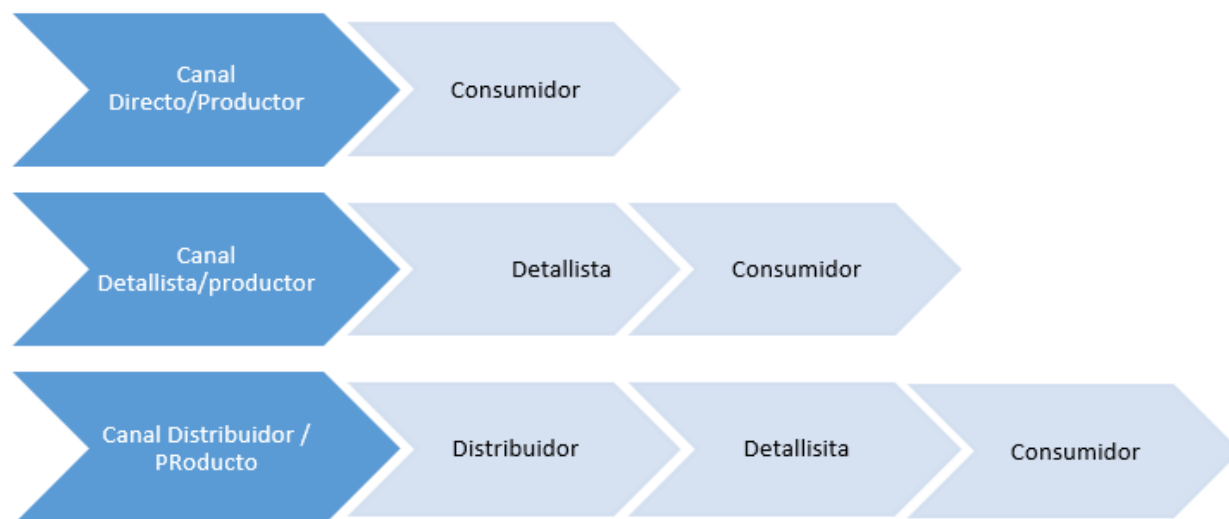 Canal
Directo/Productor
Consumidor
Canal
Detallista/productor
Detallista
Consumidor
Canal Distribuidor /
PRoducto
Distribuidor
Detallisita
Consumidor